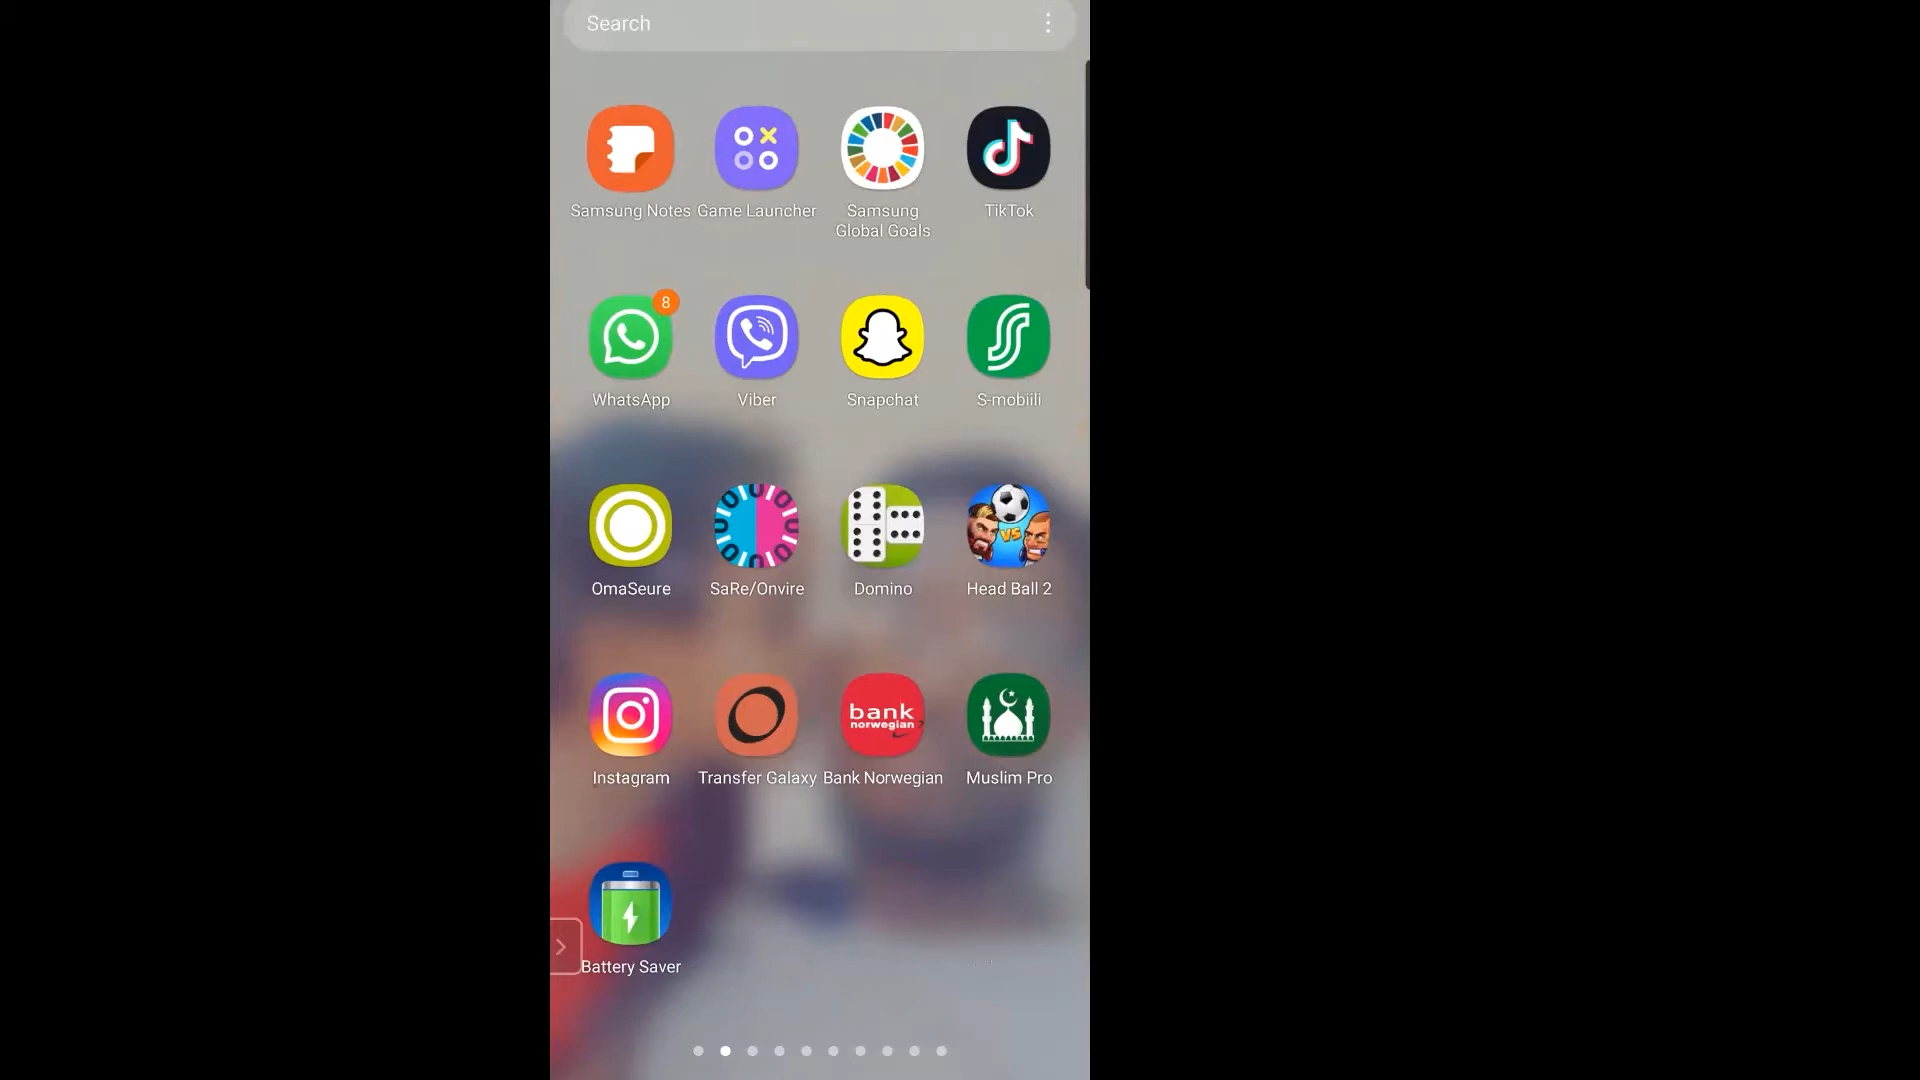 Search
Samsung Notes
Game Launcher
Samsung
Global Goals
TikTok
8
WhatsApp
Viber
Snapchat
S-mobiili
OmaSeure
SaRe/Onvire
Domino
VS
Head Ball 2
Instagram
Transfer Galaxy
bank
norwegian
Bank Norwegian
Muslim Pro
Battery Saver